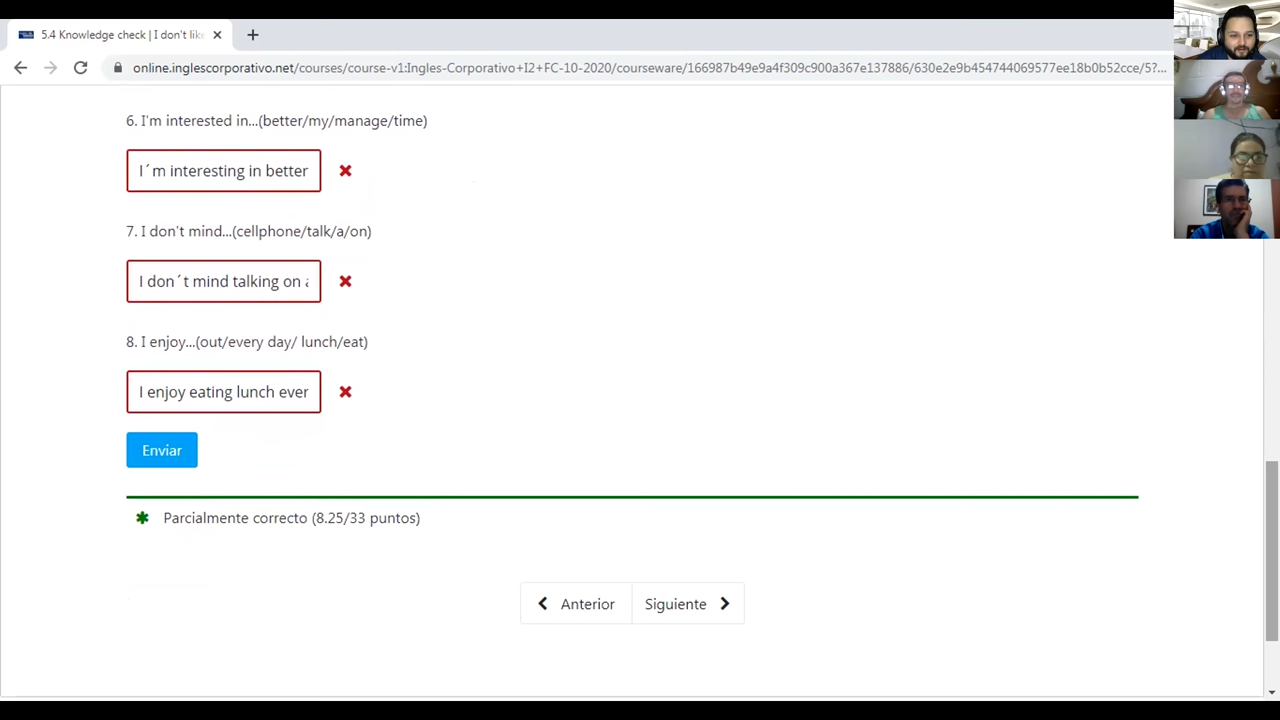 5.4 Knowledge check | I don't like
online.inglescorporativo.net/courses/course-v1:Ingles-Corporativo+I2+FC-10-2020/courseware/166987b49e9a4f309c900a367e137886/630e2e9b454744069577ee18b0b52cce/5?...
6. I'm interested in...(better/my/manage/time)
I´m interesting in better
7. I don't mind...(cellphone/talk/a/on)
I don´t mind talking on a
8. I enjoy...(out/every day/ lunch/eat)
I enjoy eating lunch ever
Enviar
Parcialmente correcto (8.25/33 puntos)
Anterior
Siguiente